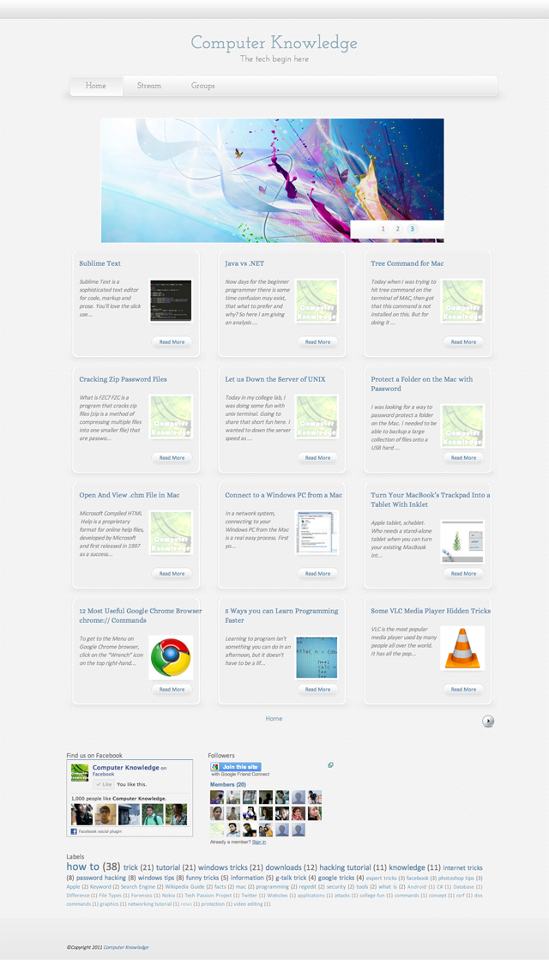 Computer Knowledge
The tech begin here
Home Stream Groups
1 2 3
Sublime Text
Sublime Text is a
sophisticated text editor
for code, markup and
prose. You'll love the slick
use...
Read More
Java vs .NET
Now days for the beginner
programmer there is some
time confusion may exist,
that what to prefer and
why? So here I am giving
an analysis...
Computer
Knowledge
Read More
Tree Command for Mac
Today when I was trying to
hit tree command on the
terminal of MAC, then got
that this command is not
installed on this. But for
doing it ...
Computer
Knowledge
Read More
Cracking Zip Password Files
What is FZC? FZC is a
program that cracks zip
files (zip is a method of
compressing multiple files
into one smaller file) that
are passwo...
Computer
Knowledge
Read More
Let us Down the Server of UNIX
Today in my college lab, I
was doing some fun with
unix terminal. Going to
share that short fun here. I
wanted to down the server
speed as ...
Computer
Knowledge
Read More
Protect a Folder on the Mac with
Password
I was looking for a way to
password protect a folder
on the Mac. I needed to be
able to backup a large
collection of files onto a
USB hard ...
Computer
Knowledge
Read More
Open And View .chm File in Mac
Microsoft Compiled HTML
Help is a proprietary
format for online help files,
developed by Microsoft
and first released in 1997
as a success...
Computer
Knowledge
Read More
Connect to a Windows PC from a Mac
In a network system,
connecting to your
Windows PC from the Mac
is a real easy process. First
yo...
Read More
Turn Your MacBook's Trackpad Into a
Tablet With Inklet
Apple tablet, schablet.
Who needs a stand-alone
tablet when you can turn
your existing MacBook
int...
Read More
12 Most Useful Google Chrome Browser
chrome:// Commands
To get to the Menu on
Google Chrome browser,
click on the "Wrench" icon
on the top right-hand...
Read More
5 Ways you can Learn Programming
Faster
Learning to program isn't
something you can do in an
afternoon, but it doesn't
have to be a lif...
Read More
Some VLC Media Player Hidden Tricks
VLC is the most popular
media player used by many
people all over the world.
It has all the pop...
Read More
Home
Find us on Facebook
Computer Knowledge on
Facebook
Like You like this.
1,000 people like Computer Knowledge.
Facebook social plugin
Followers
Join this site
with Google Friend Connect
Members (20)
Already a member? Sign in
Labels
how to (38) trick (21) tutorial (21) windows tricks (21) downloads (12) hacking tutorial (11) knowledge (11) internet tricks
(8) password hacking (8) windows tips (8) funny tricks (5) information (5) g-talk trick (4) google tricks (4) expert tricks (3) facebook (3) photoshop tips (3)
Apple (2) Keyword (2) Search Engine (2) Wikipedia Guide (2) facts (2) mac (2) programming (2) regedit (2) security (2) tools (2) what is (2) Android (1) C# (1) Database (1)
Difference (1) File Types (1) Forensics (1) Nokia (1) Tech Passion Project (1) Twitter (1) Websites (1) applications (1) attacks (1) college fun (1) commands (1) concept (1) csrf (1) dos
commands (1) graphics (1) networking tutorial (1) news (1) protection (1) video editing (1)
©Copyright 2011 Computer Knowledge